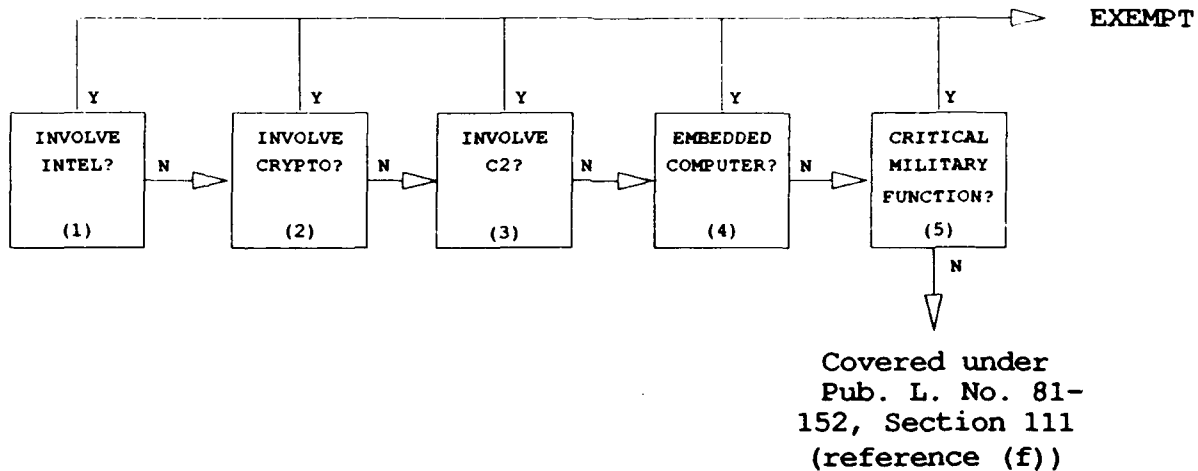 EXEMPT
Y
Y
Y
Y
Y
INVOLVE
INTEL?
(1)
N
INVOLVE
CRYPTO?
(2)
N
INVOLVE
C2?
(3)
N
EMBEDDED
COMPUTER?
(4)
N
CRITICAL
MILITARY
FUNCTION?
(5)
N
Covered under
Pub. L. No. 81-
152, Section 111
(reference (f))